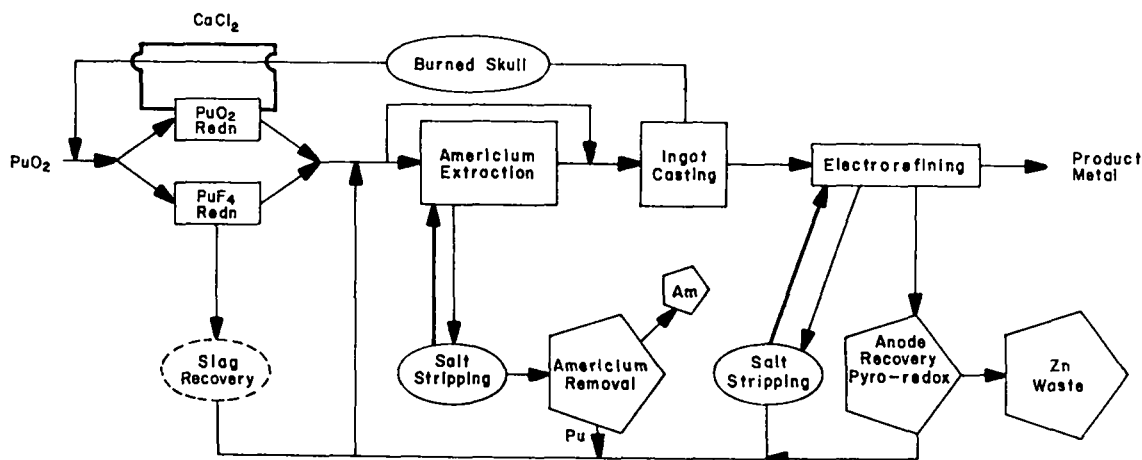 CaCl2
Burned Skull
PuO2
PuO2
Redn
PuF4
Redn
Americium
Extraction
Ingot
Casting
Electrorefining
Product
Metal
Slag
Recovery
Salt
Stripping
Americium
Removal
Am
Pu
Salt
Stripping
Anode
Recovery
Pyro-redox
Zn
Waste